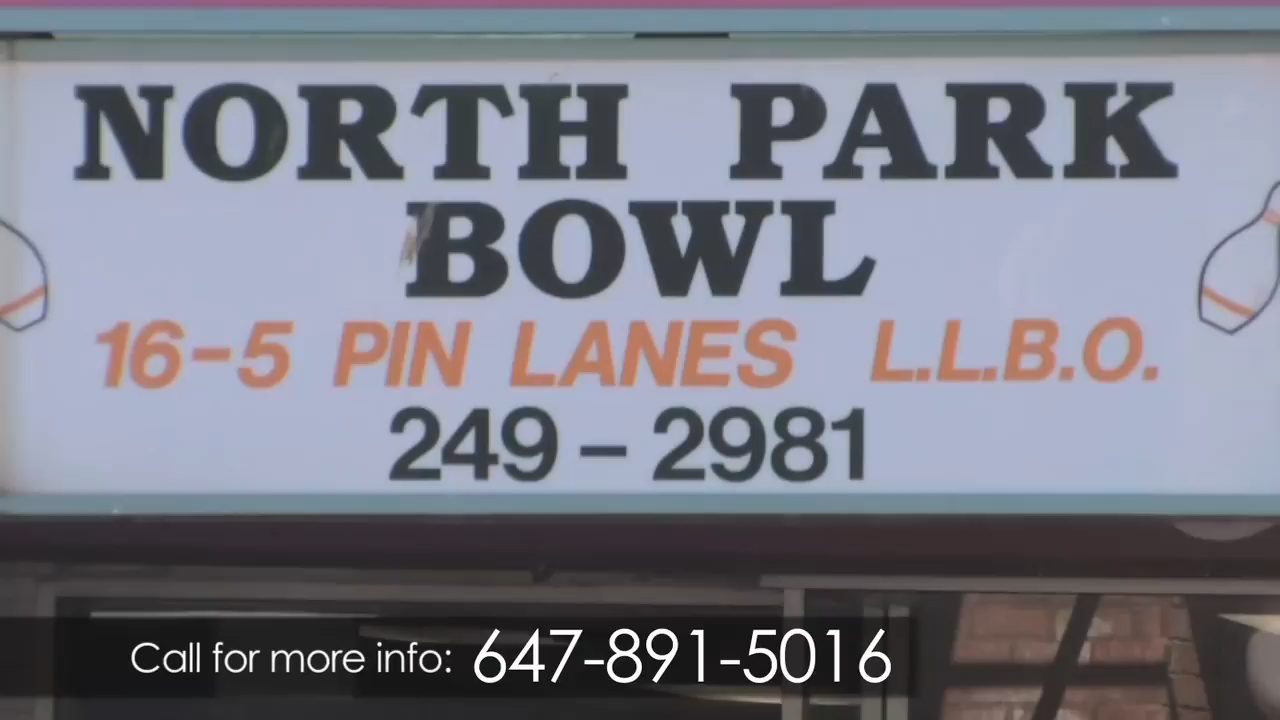 NORTH PARK
BOWL
16-5 PIN LANES L.L.B.O.
249-2981
Call for more info: 647-891-5016